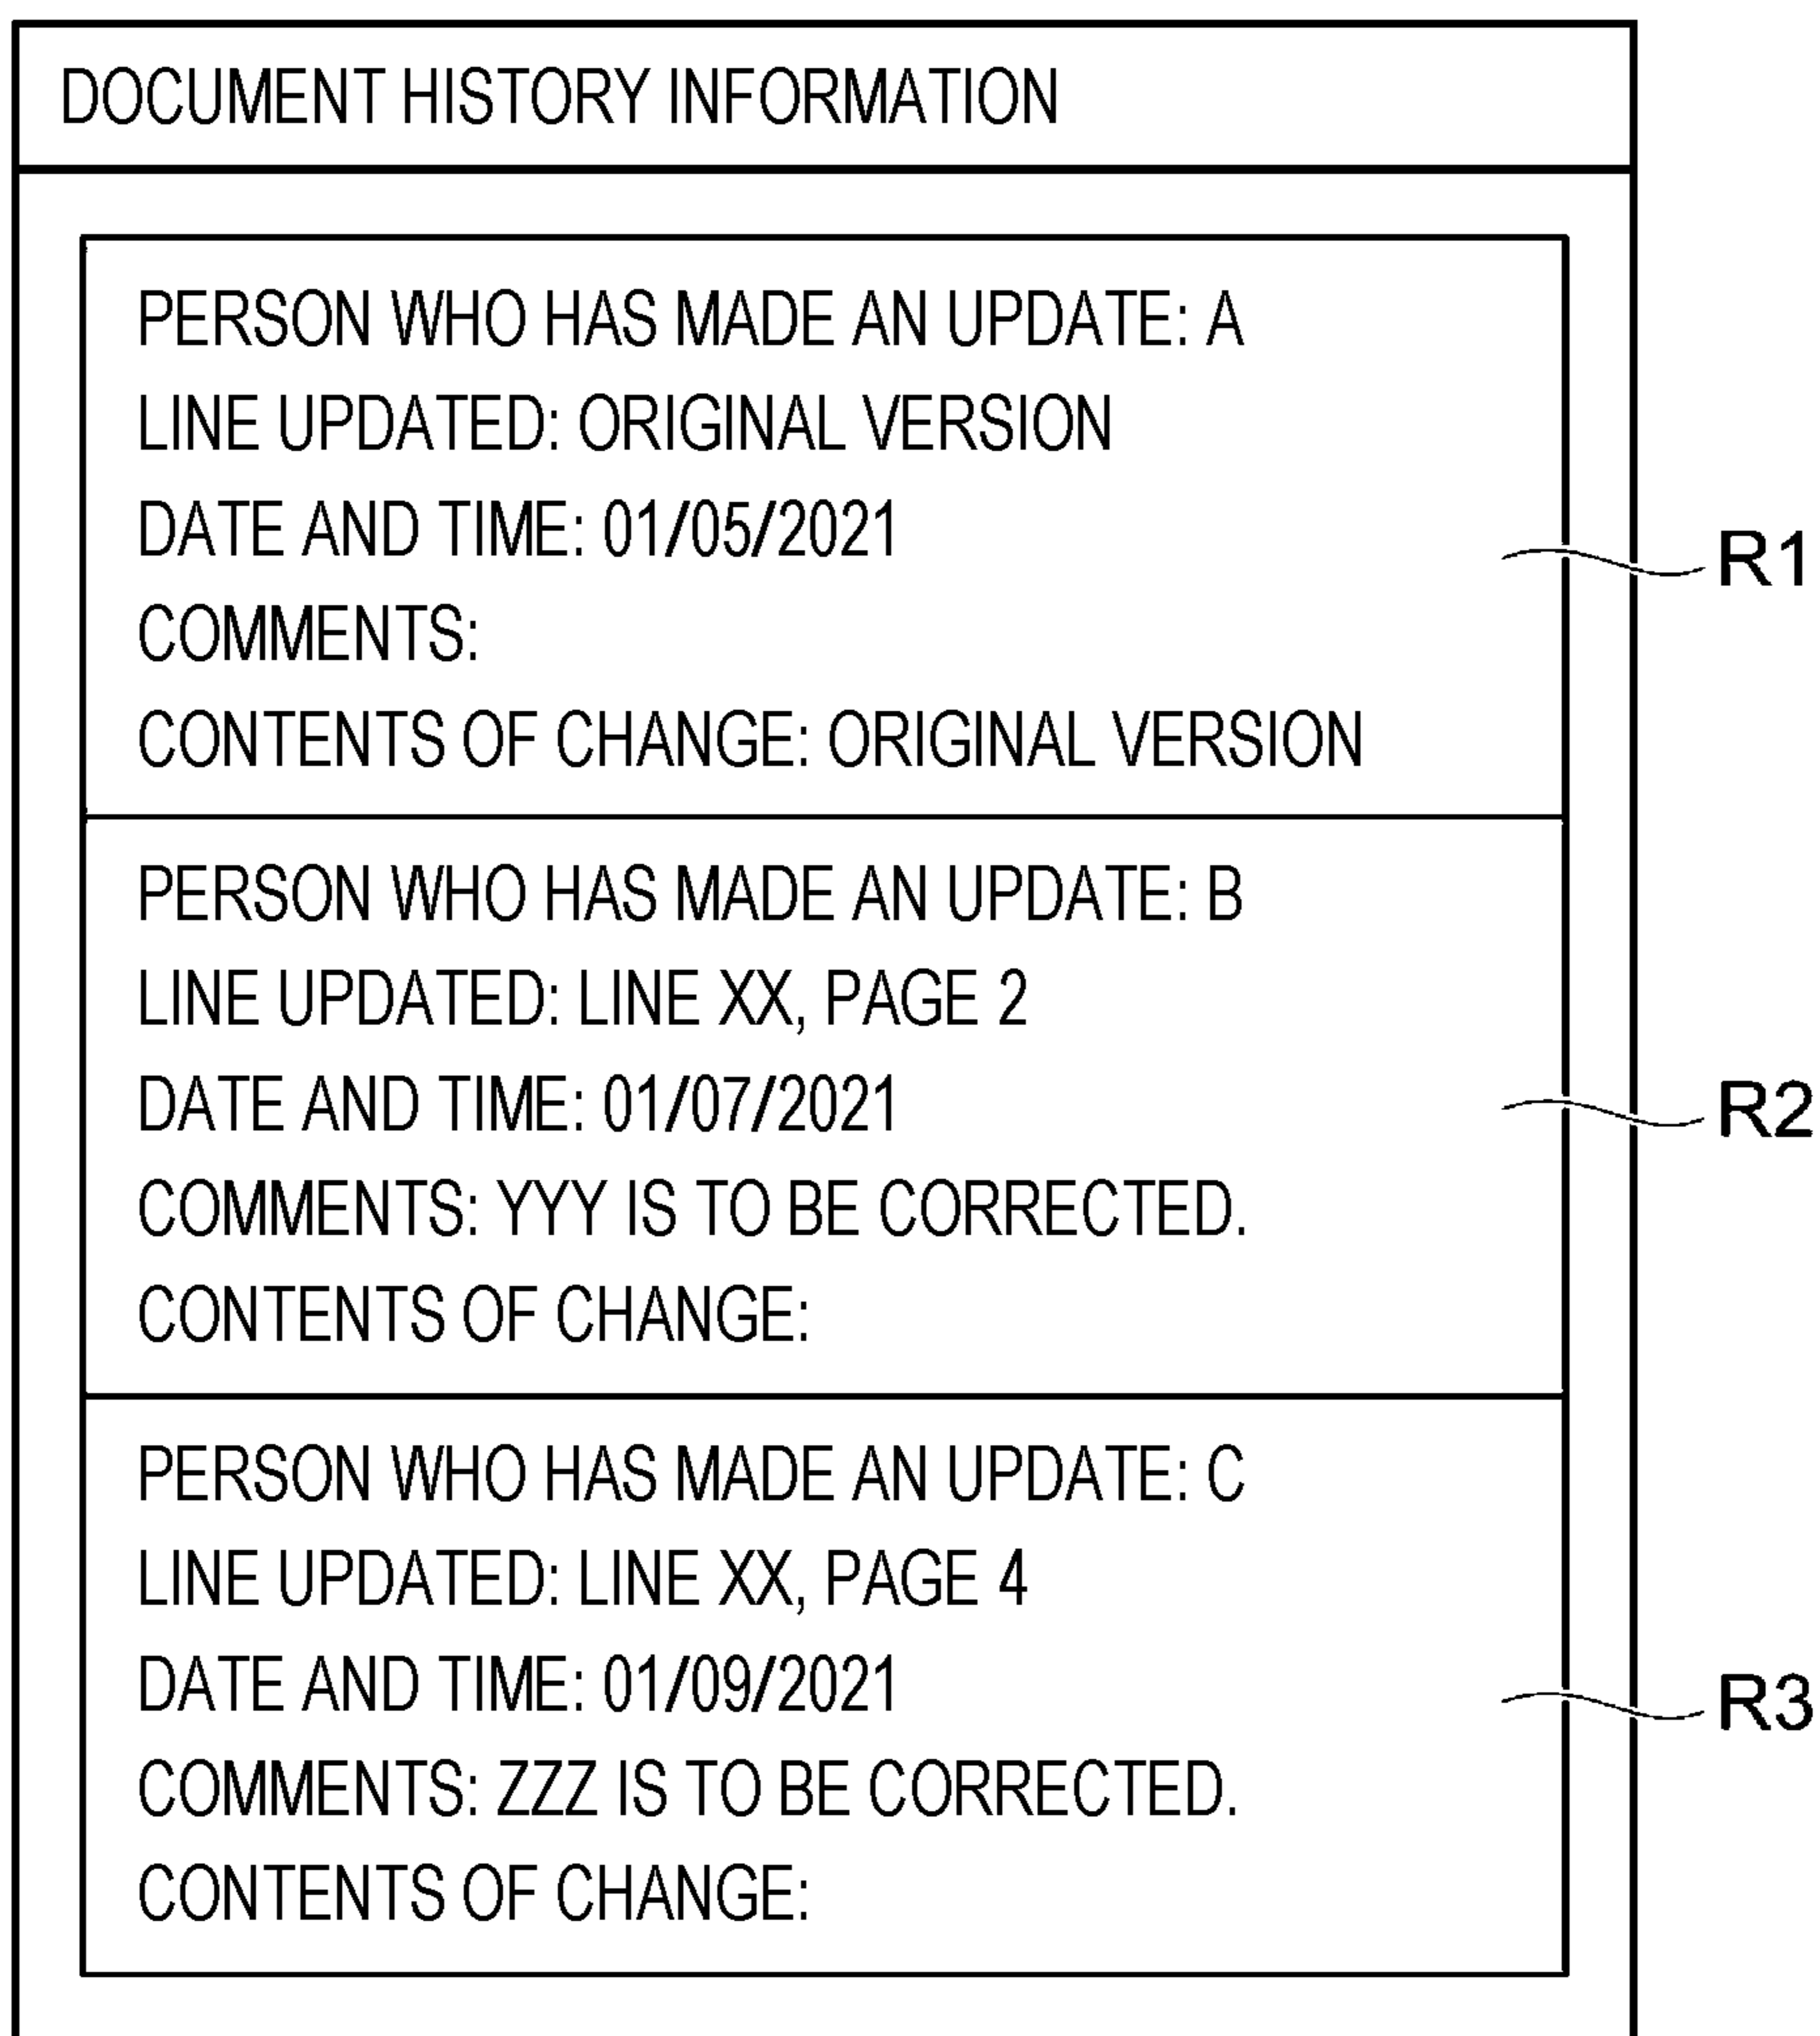 DOCUMENT HISTORY INFORMATION
PERSON WHO HAS MADE AN UPDATE: A
LINE UPDATED: ORIGINAL VERSION
DATE AND TIME: 01/05/2021
R1
COMMENTS:
CONTENTS OF CHANGE: ORIGINAL VERSION
PERSON WHO HAS MADE AN UPDATE: B
LINE UPDATED: LINE XX, PAGE 2
DATE AND TIME: 01/07/2021
R2
COMMENTS: YYY IS TO BE CORRECTED.
CONTENTS OF CHANGE:
PERSON WHO HAS MADE AN UPDATE: C
LINE UPDATED: LINE XX, PAGE 4
DATE AND TIME: 01/09/2021
R3
COMMENTS: ZZZ IS TO BE CORRECTED.
CONTENTS OF CHANGE: